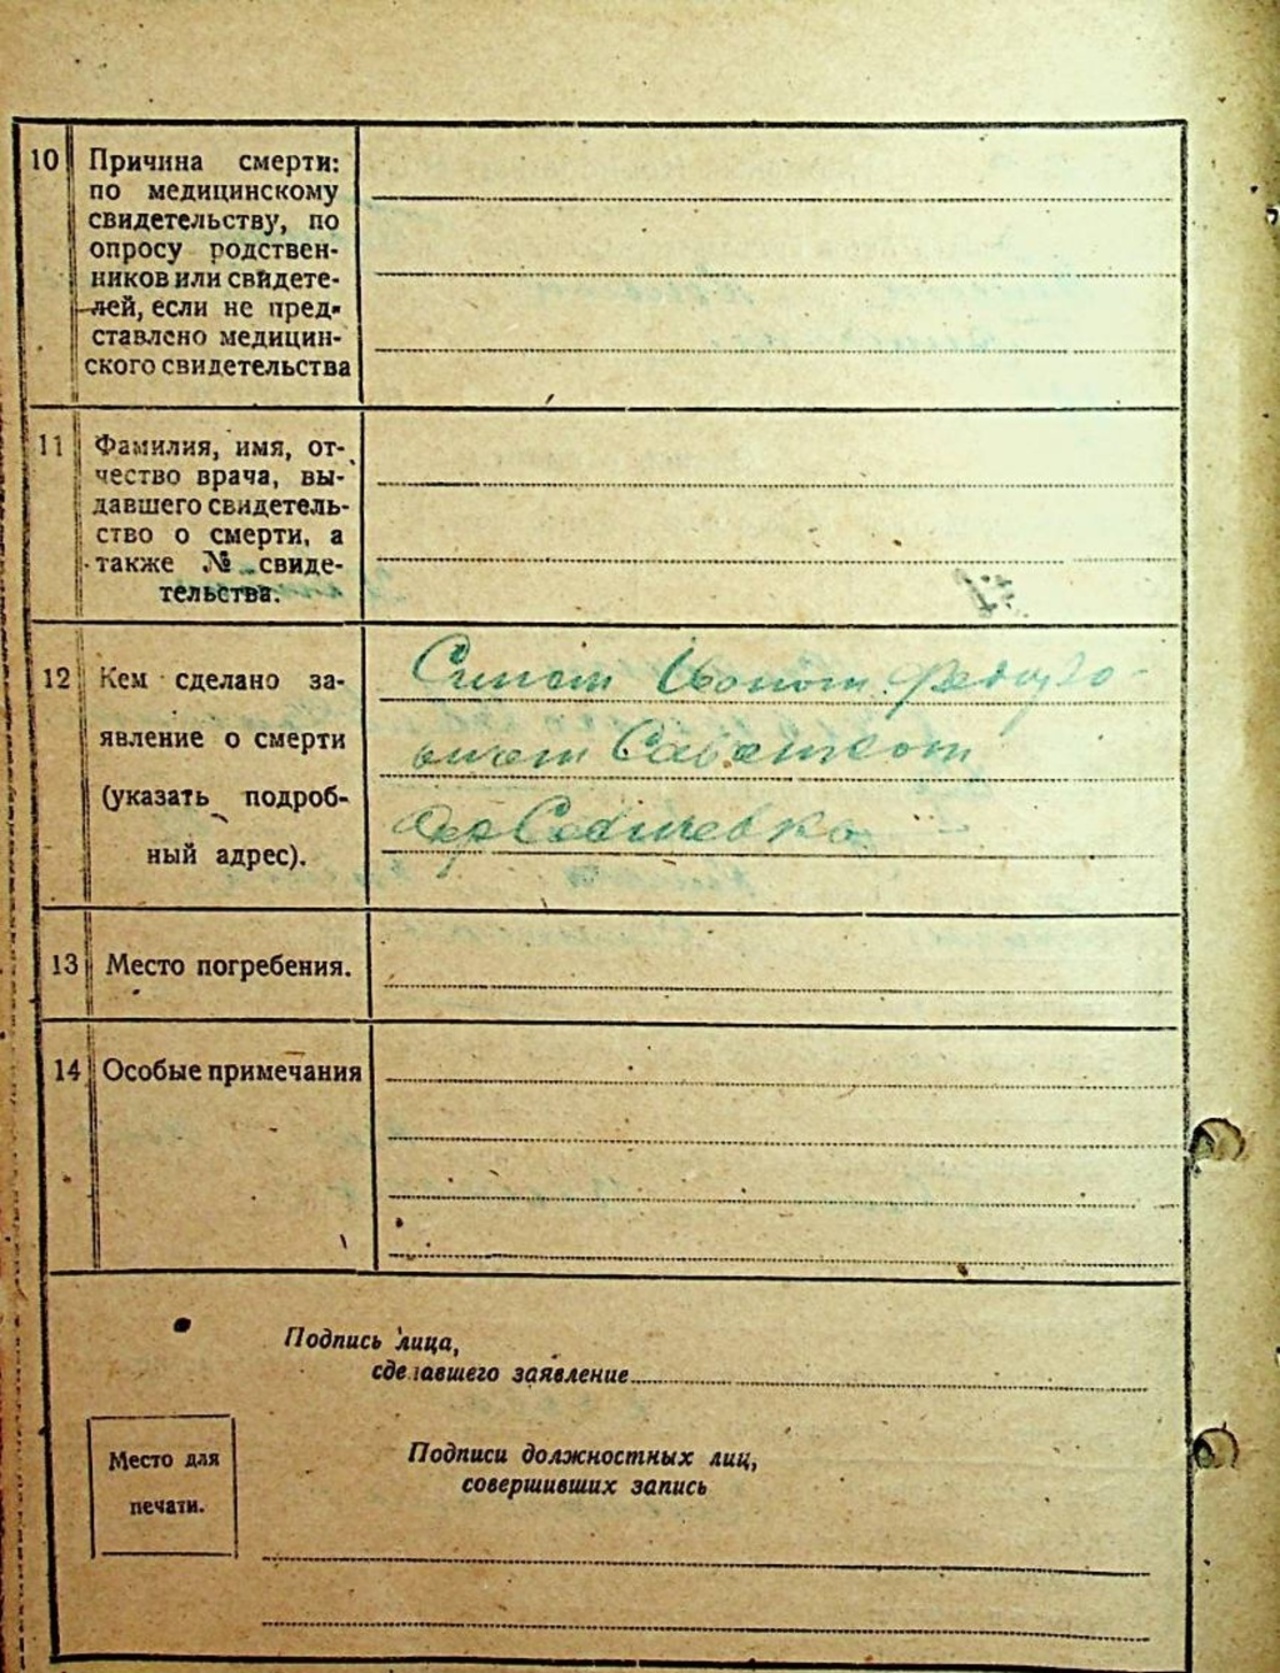 10 Причина смерти:
по медицинскому
свидетельству, по
опросу родствен-
ников или свидете-
лей, если не пред-
ставлено медицин-
ского свидетельства
11 Фамилия, имя, от-
чество врача, вы-
давшего свидетель-
ство о смерти, а
также № свиде-
тельства.
12 Кем сделано за-
явление о смерти
(указать подроб-
ный адрес).
Сином Иваном
13 Место погребения.
14 Особые примечания
Подпись лица,
сделавшего заявление
Место для
печати.
Подписи должностных лиц,
совершивших запись